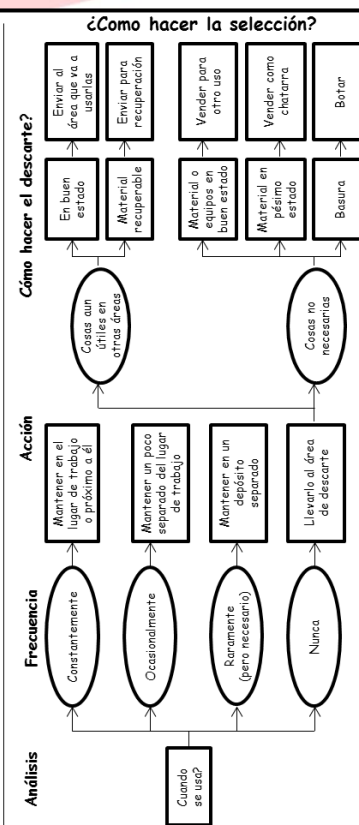 ¿Como hacer la selección?
Análisis
Frecuencia
Acción
Cómo hacer el descarte?
Cuando
se usa?
Constantemente
Mantener en el
lugar de trabajo
o próximo a él
Ocasionalmente
Mantener un poco
separado del lugar
de trabajo
Raramente
(pero necesario)
Mantener en un
depósito
separado
Nunca
Llevarlo al área
de descarte
Cosas aun
útiles en
otras áreas
En buen
estado
Enviar al
área que va a
usarlas
Material
recuperable
Enviar para
recuperación
Cosas no
necesarias
Material o
equipos en
buen estado
Vender para
otro uso
Material en
pésimo
estado
Vender como
chatarra
Basura
Botar